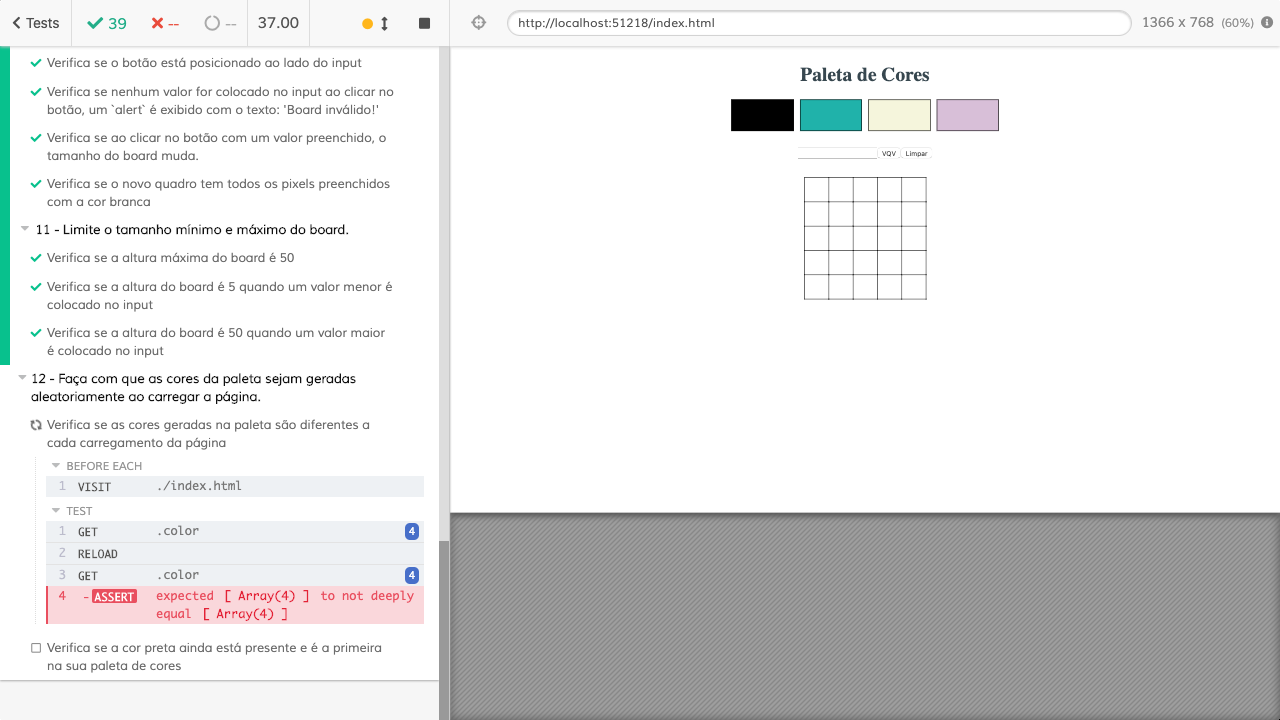 Tests
39
--
--
37.00
http://localhost:51218/index.html
1366 x 768 (60%)
Verifica se o botão está posicionado ao lado do input
Verifica se nenhum valor for colocado no input ao clicar no
botão, um `alert` é exibido com o texto: 'Board inválido!'
Verifica se ao clicar no botão com um valor preenchido, o
tamanho do board muda.
Verifica se o novo quadro tem todos os pixels preenchidos
com a cor branca
11 - Limite o tamanho mínimo e máximo do board.
Verifica se a altura máxima do board é 50
Verifica se a altura do board é 5 quando um valor menor é
colocado no input
Verifica se a altura do board é 50 quando um valor maior
é colocado no input
12 - Faça com que as cores da paleta sejam geradas
aleatoriamente ao carregar a página.
Verifica se as cores geradas na paleta são diferentes a
cada carregamento da página
BEFORE EACH
1 VISIT ./index.html
TEST
1 GET .color 4
2 RELOAD
3 GET .color 4
4 -ASSERT expected [ Array(4) ] to not deeply
equal [ Array(4) ]
Verifica se a cor preta ainda está presente e é a primeira
na sua paleta de cores
Paleta de Cores
VQV Limpar